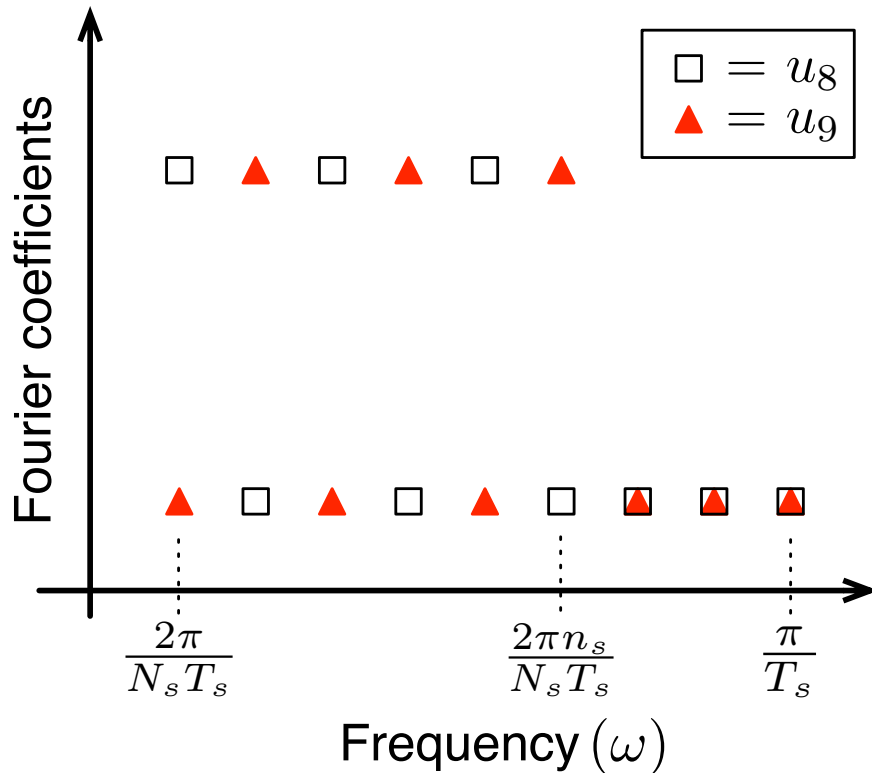 □ = u₈
▲ = u₉
Fourier coefficients
2π/(NₛTₛ)
2πnₛ/(NₛTₛ)
π/Tₛ
Frequency (ω)